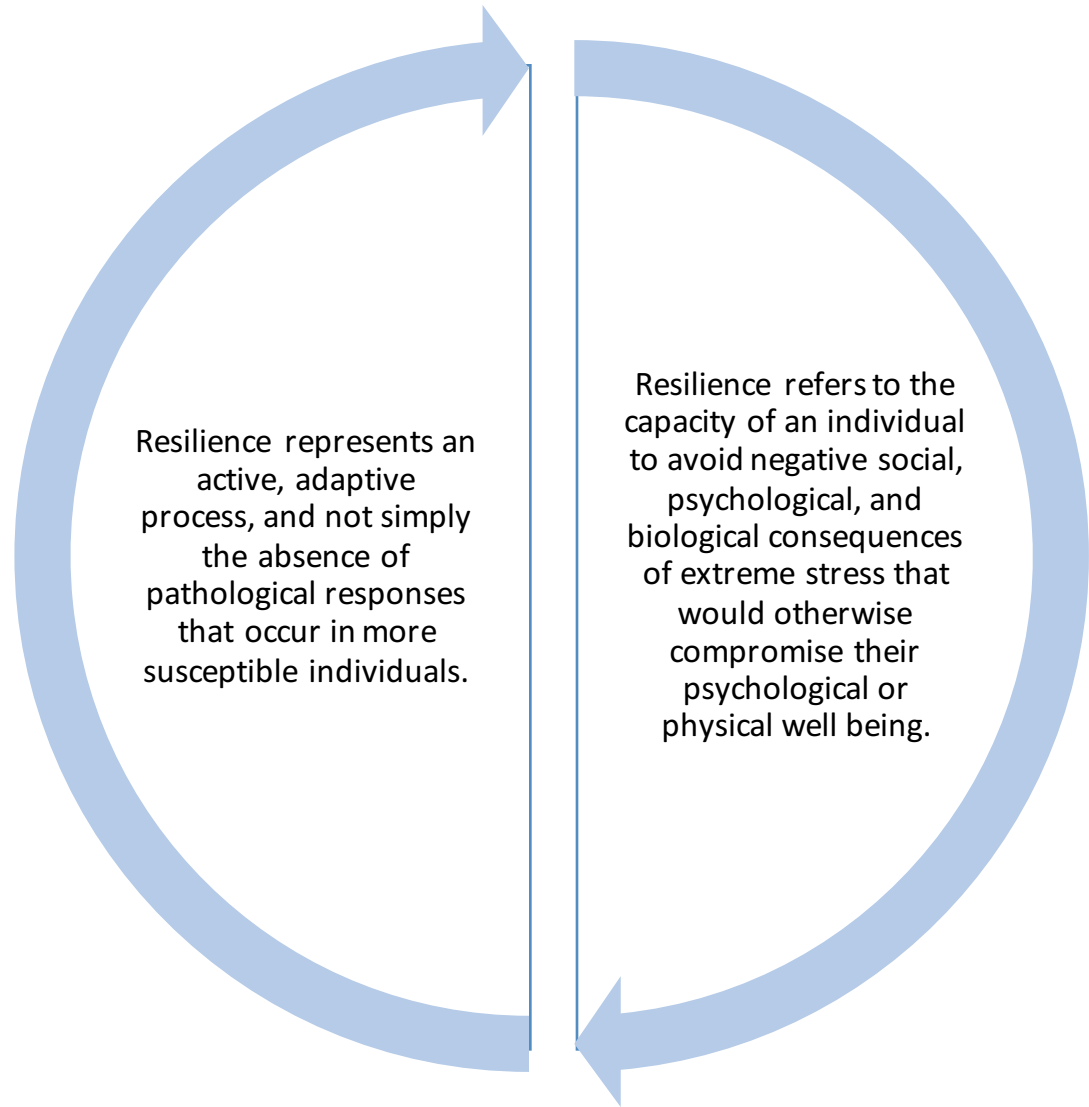 Resilience represents an
active, adaptive
process, and not simply
the absence of
pathological responses
that occur in more
susceptible individuals.
Resilience refers to the
capacity of an individual
to avoid negative social,
psychological, and
biological consequences
of extreme stress that
would otherwise
compromise their
psychological or
physical well being.